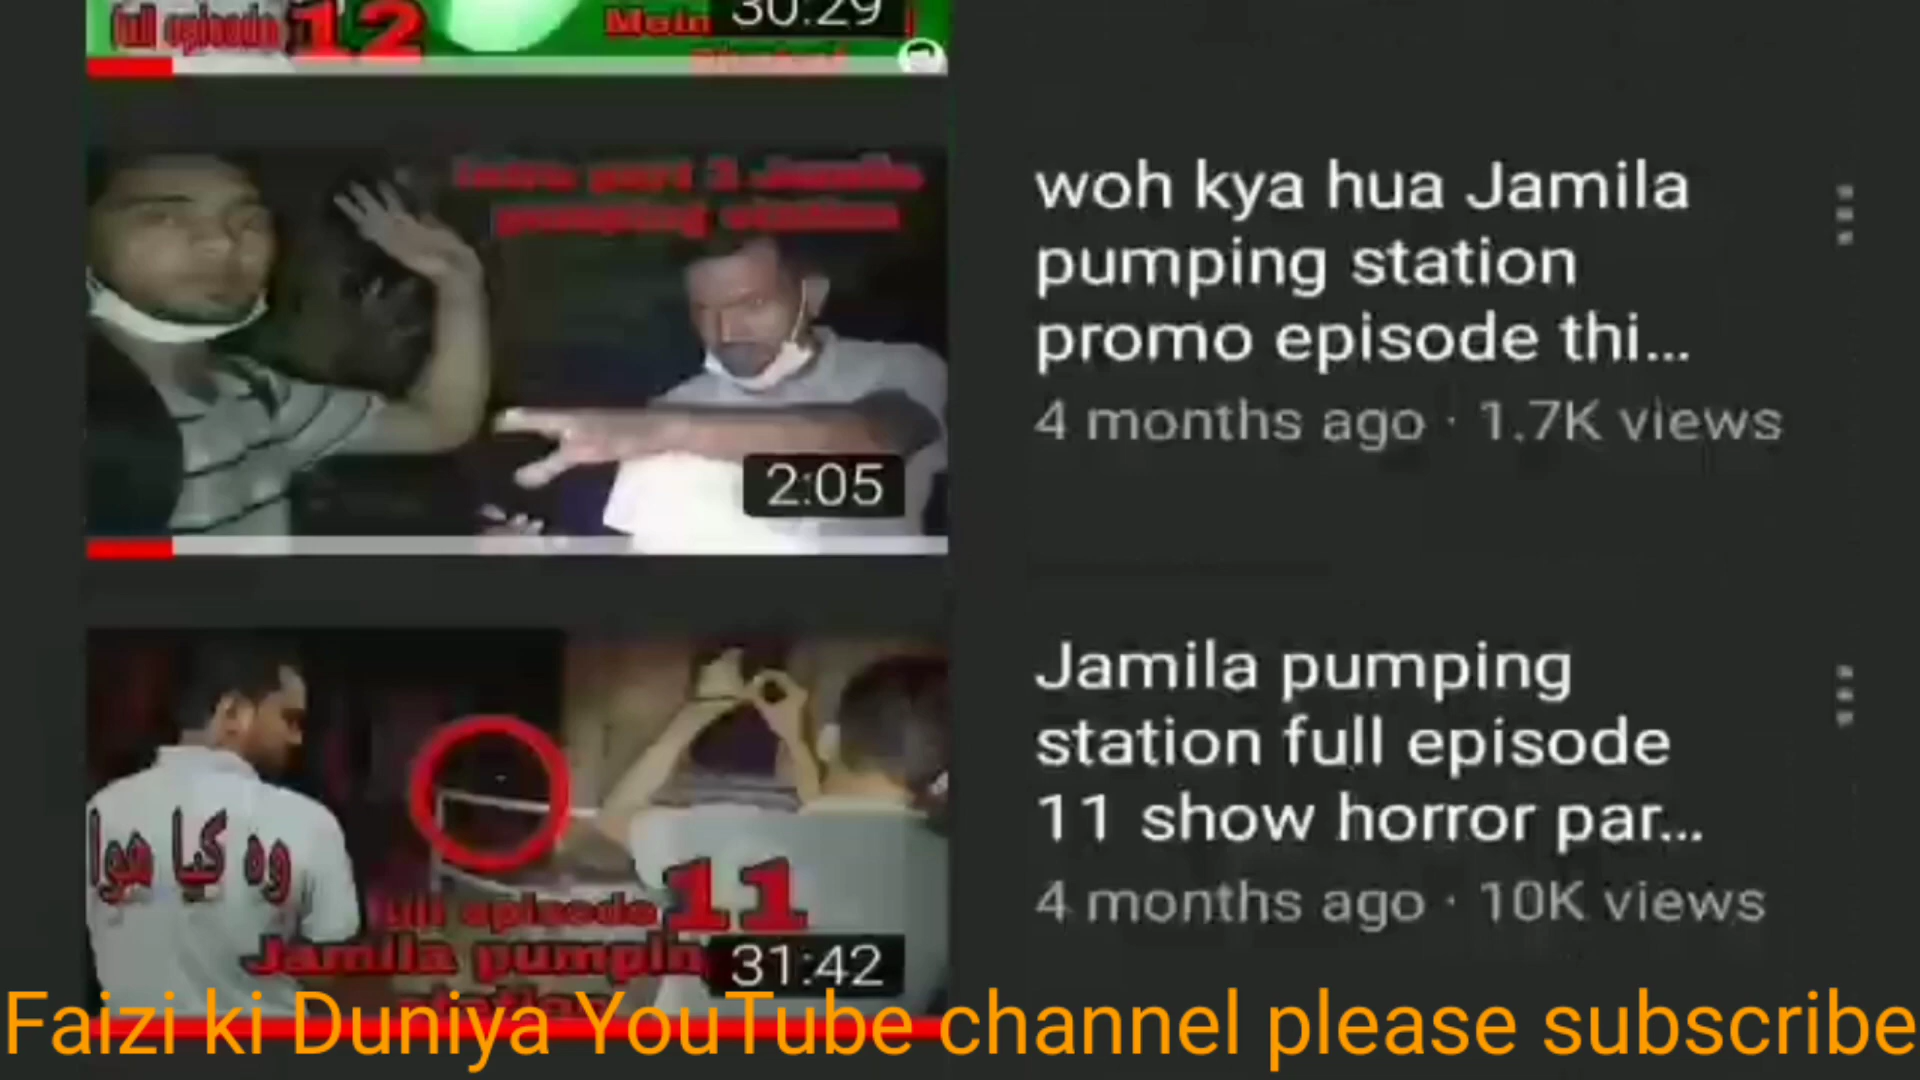 full episode 12
30:29
Intro part 3 Jamila
pumping station
2:05
woh kya hua Jamila
pumping station
promo episode thi...
4 months ago · 1.7K views
وہ کیا ہوا
full episode 11
Jamila pumpin
station
31:42
Jamila pumping
station full episode
11 show horror par...
4 months ago · 10K views
Faizi ki Duniya YouTube channel please subscribe